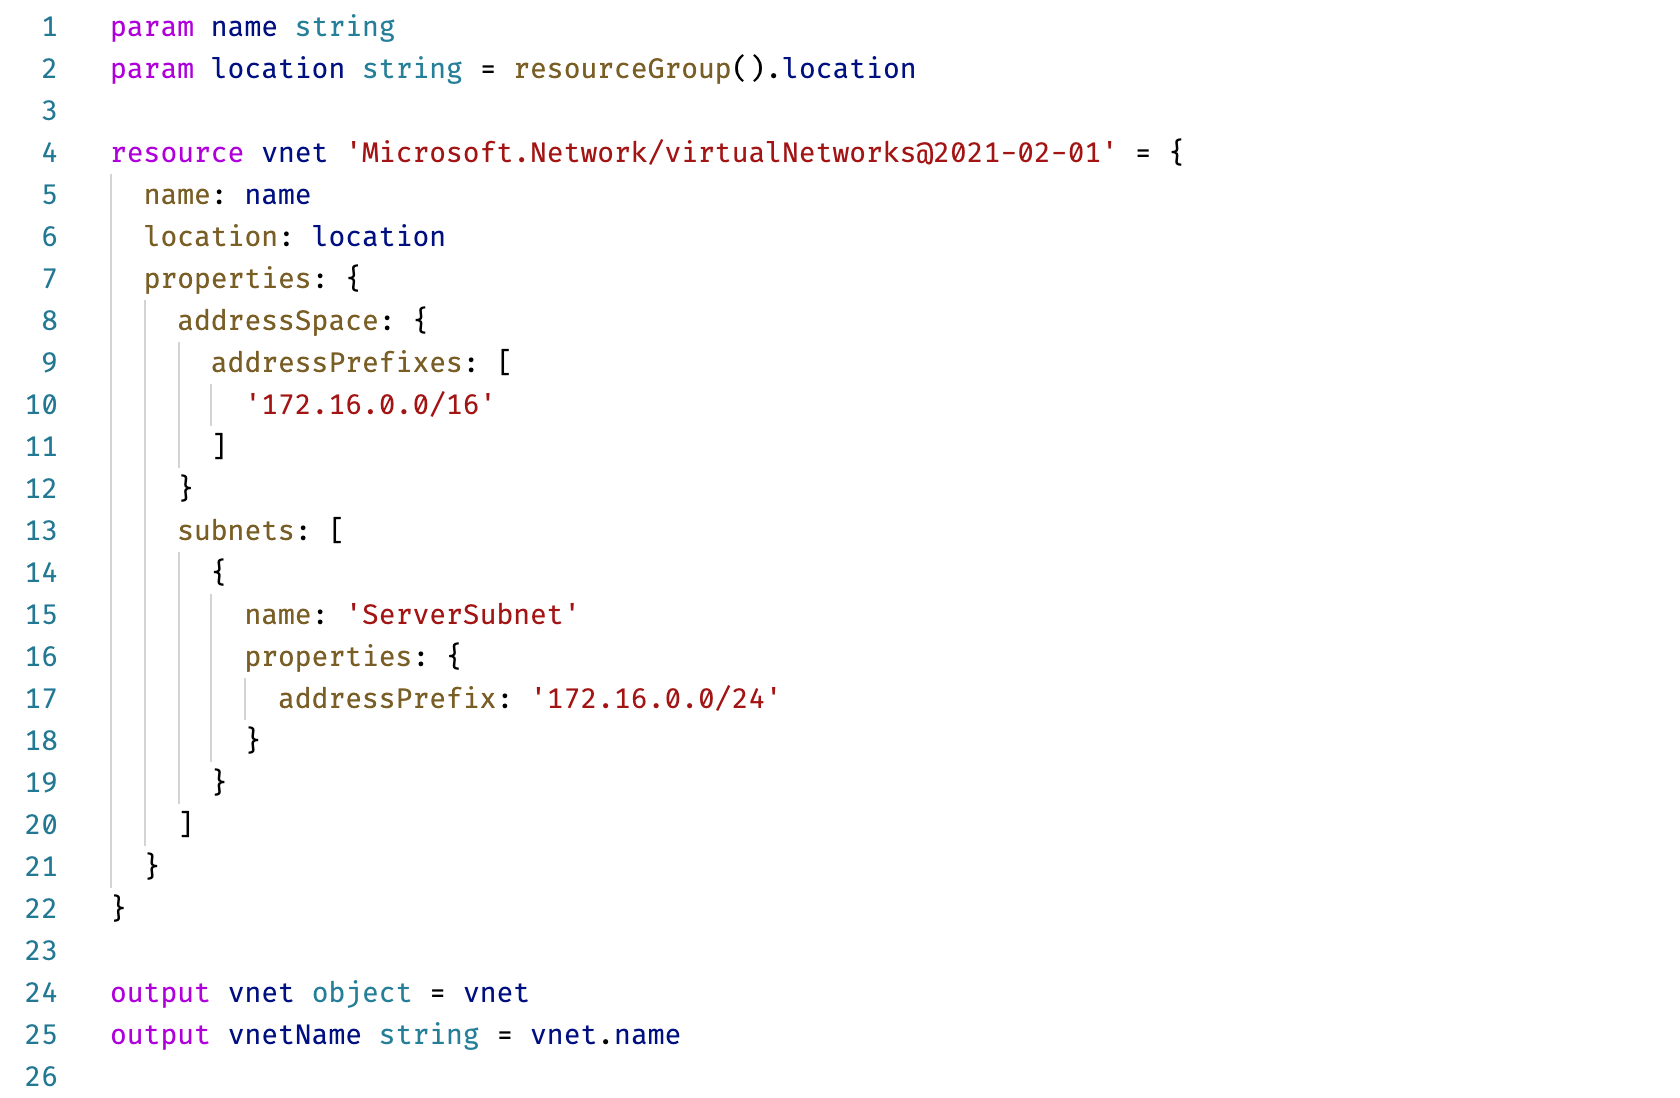 1 param name string
2 param location string = resourceGroup().location
3
4 resource vnet 'Microsoft.Network/virtualNetworks@2021-02-01' = {
5   name: name
6   location: location
7   properties: {
8     addressSpace: {
9       addressPrefixes: [
10         '172.16.0.0/16'
11       ]
12     }
13     subnets: [
14       {
15         name: 'ServerSubnet'
16         properties: {
17           addressPrefix: '172.16.0.0/24'
18         }
19       }
20     ]
21   }
22 }
23
24 output vnet object = vnet
25 output vnetName string = vnet.name
26